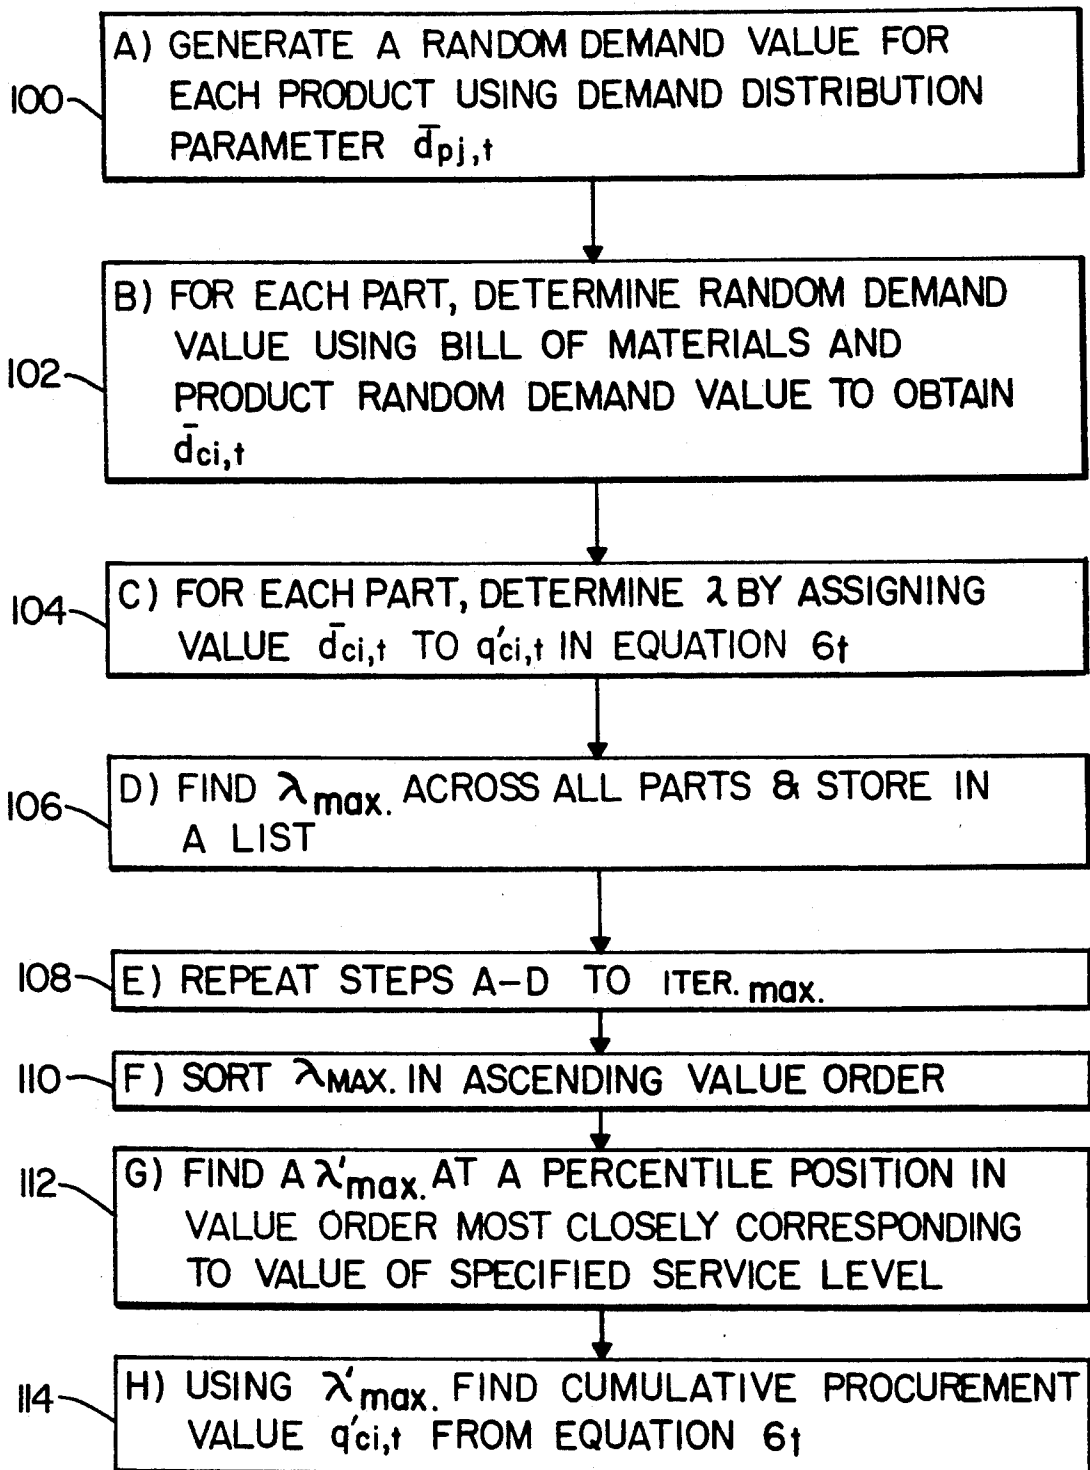 A) GENERATE A RANDOM DEMAND VALUE FOR
100 EACH PRODUCT USING DEMAND DISTRIBUTION
PARAMETER d̄pj,t
B) FOR EACH PART, DETERMINE RANDOM DEMAND
VALUE USING BILL OF MATERIALS AND
102 PRODUCT RANDOM DEMAND VALUE TO OBTAIN
d̄ci,t
C) FOR EACH PART, DETERMINE λ BY ASSIGNING
104 VALUE d̄ci,t TO q'ci,t IN EQUATION 6t
D) FIND λmax. ACROSS ALL PARTS & STORE IN
106 A LIST
108 E) REPEAT STEPS A-D TO ITER.max.
110 F) SORT λMAX. IN ASCENDING VALUE ORDER
112 G) FIND A λ'max. AT A PERCENTILE POSITION IN
VALUE ORDER MOST CLOSELY CORRESPONDING
TO VALUE OF SPECIFIED SERVICE LEVEL
H) USING λ'max. FIND CUMULATIVE PROCUREMENT
114 VALUE q'ci,t FROM EQUATION 6t